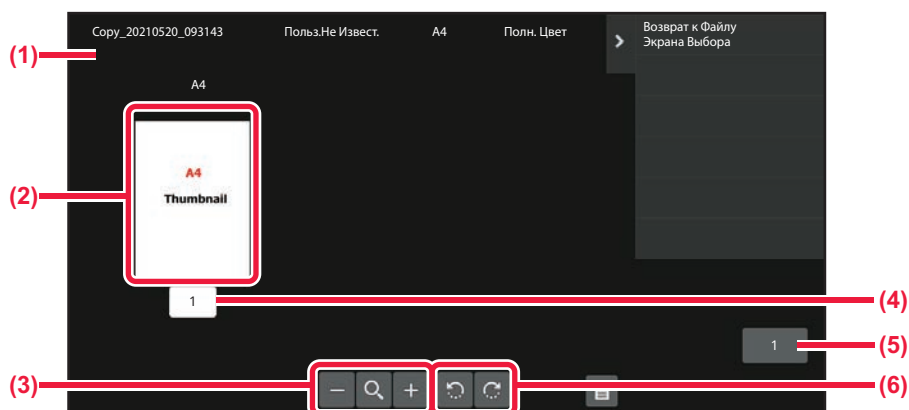 Copy_20210520_093143 Польз.Не Извест. A4 Полн. Цвет
Возврат к Файлу
Экрана Выбора
(1)
A4
(2)
A4
Thumbnail
1
(4)
1
(5)
(3)
(6)